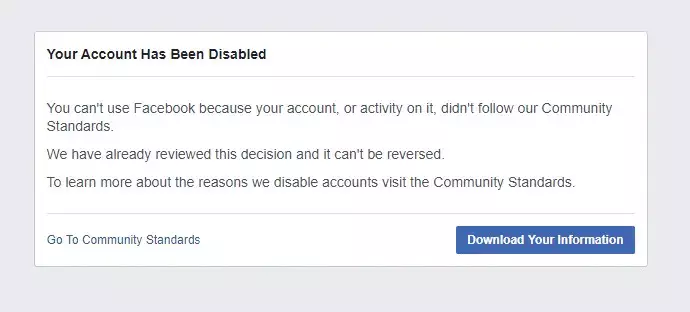 Your Account Has Been Disabled
You can't use Facebook because your account, or activity on it, didn't follow our Community
Standards.
We have already reviewed this decision and it can't be reversed.
To learn more about the reasons we disable accounts visit the Community Standards.
Go To Community Standards
Download Your Information